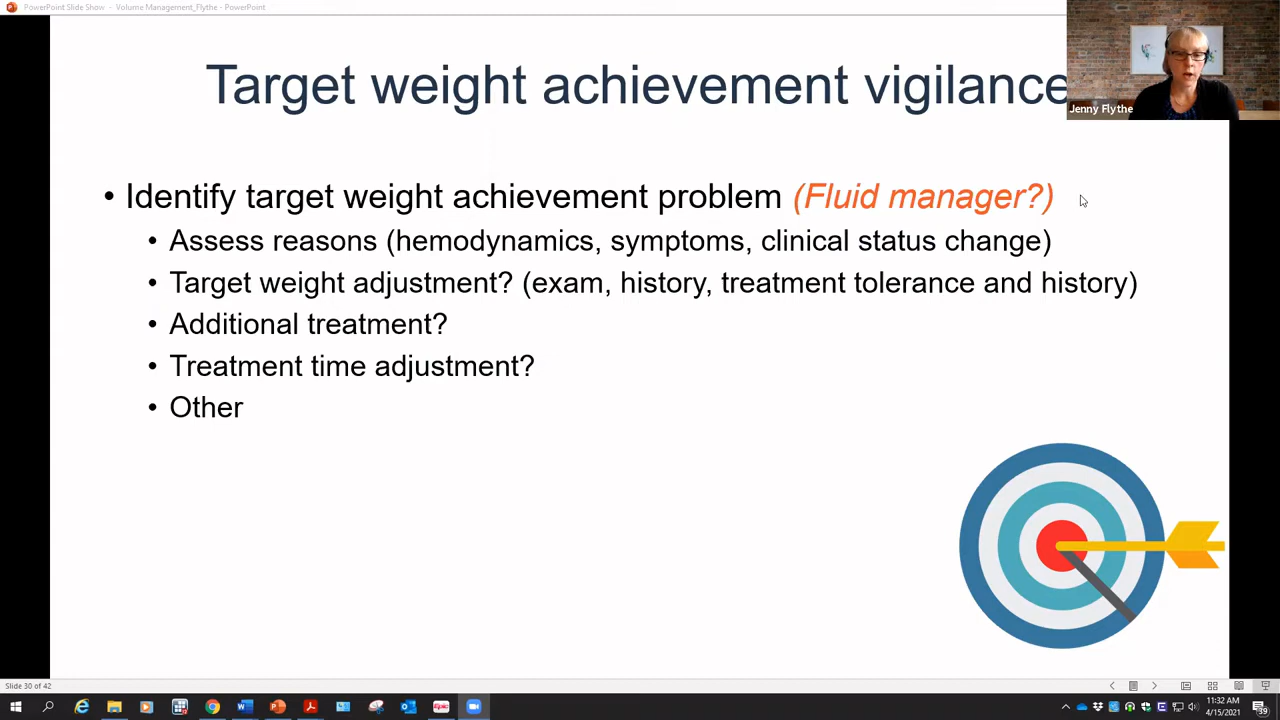 PowerPoint Slide Show - Volume Management_Flythe - PowerPoint
Target weight achievement vigilance
Jenny Flythe
• Identify target weight achievement problem (Fluid manager?)
• Assess reasons (hemodynamics, symptoms, clinical status change)
• Target weight adjustment? (exam, history, treatment tolerance and history)
• Additional treatment?
• Treatment time adjustment?
• Other
Slide 30 of 42
11:32 AM
4/15/2021
Epic
39